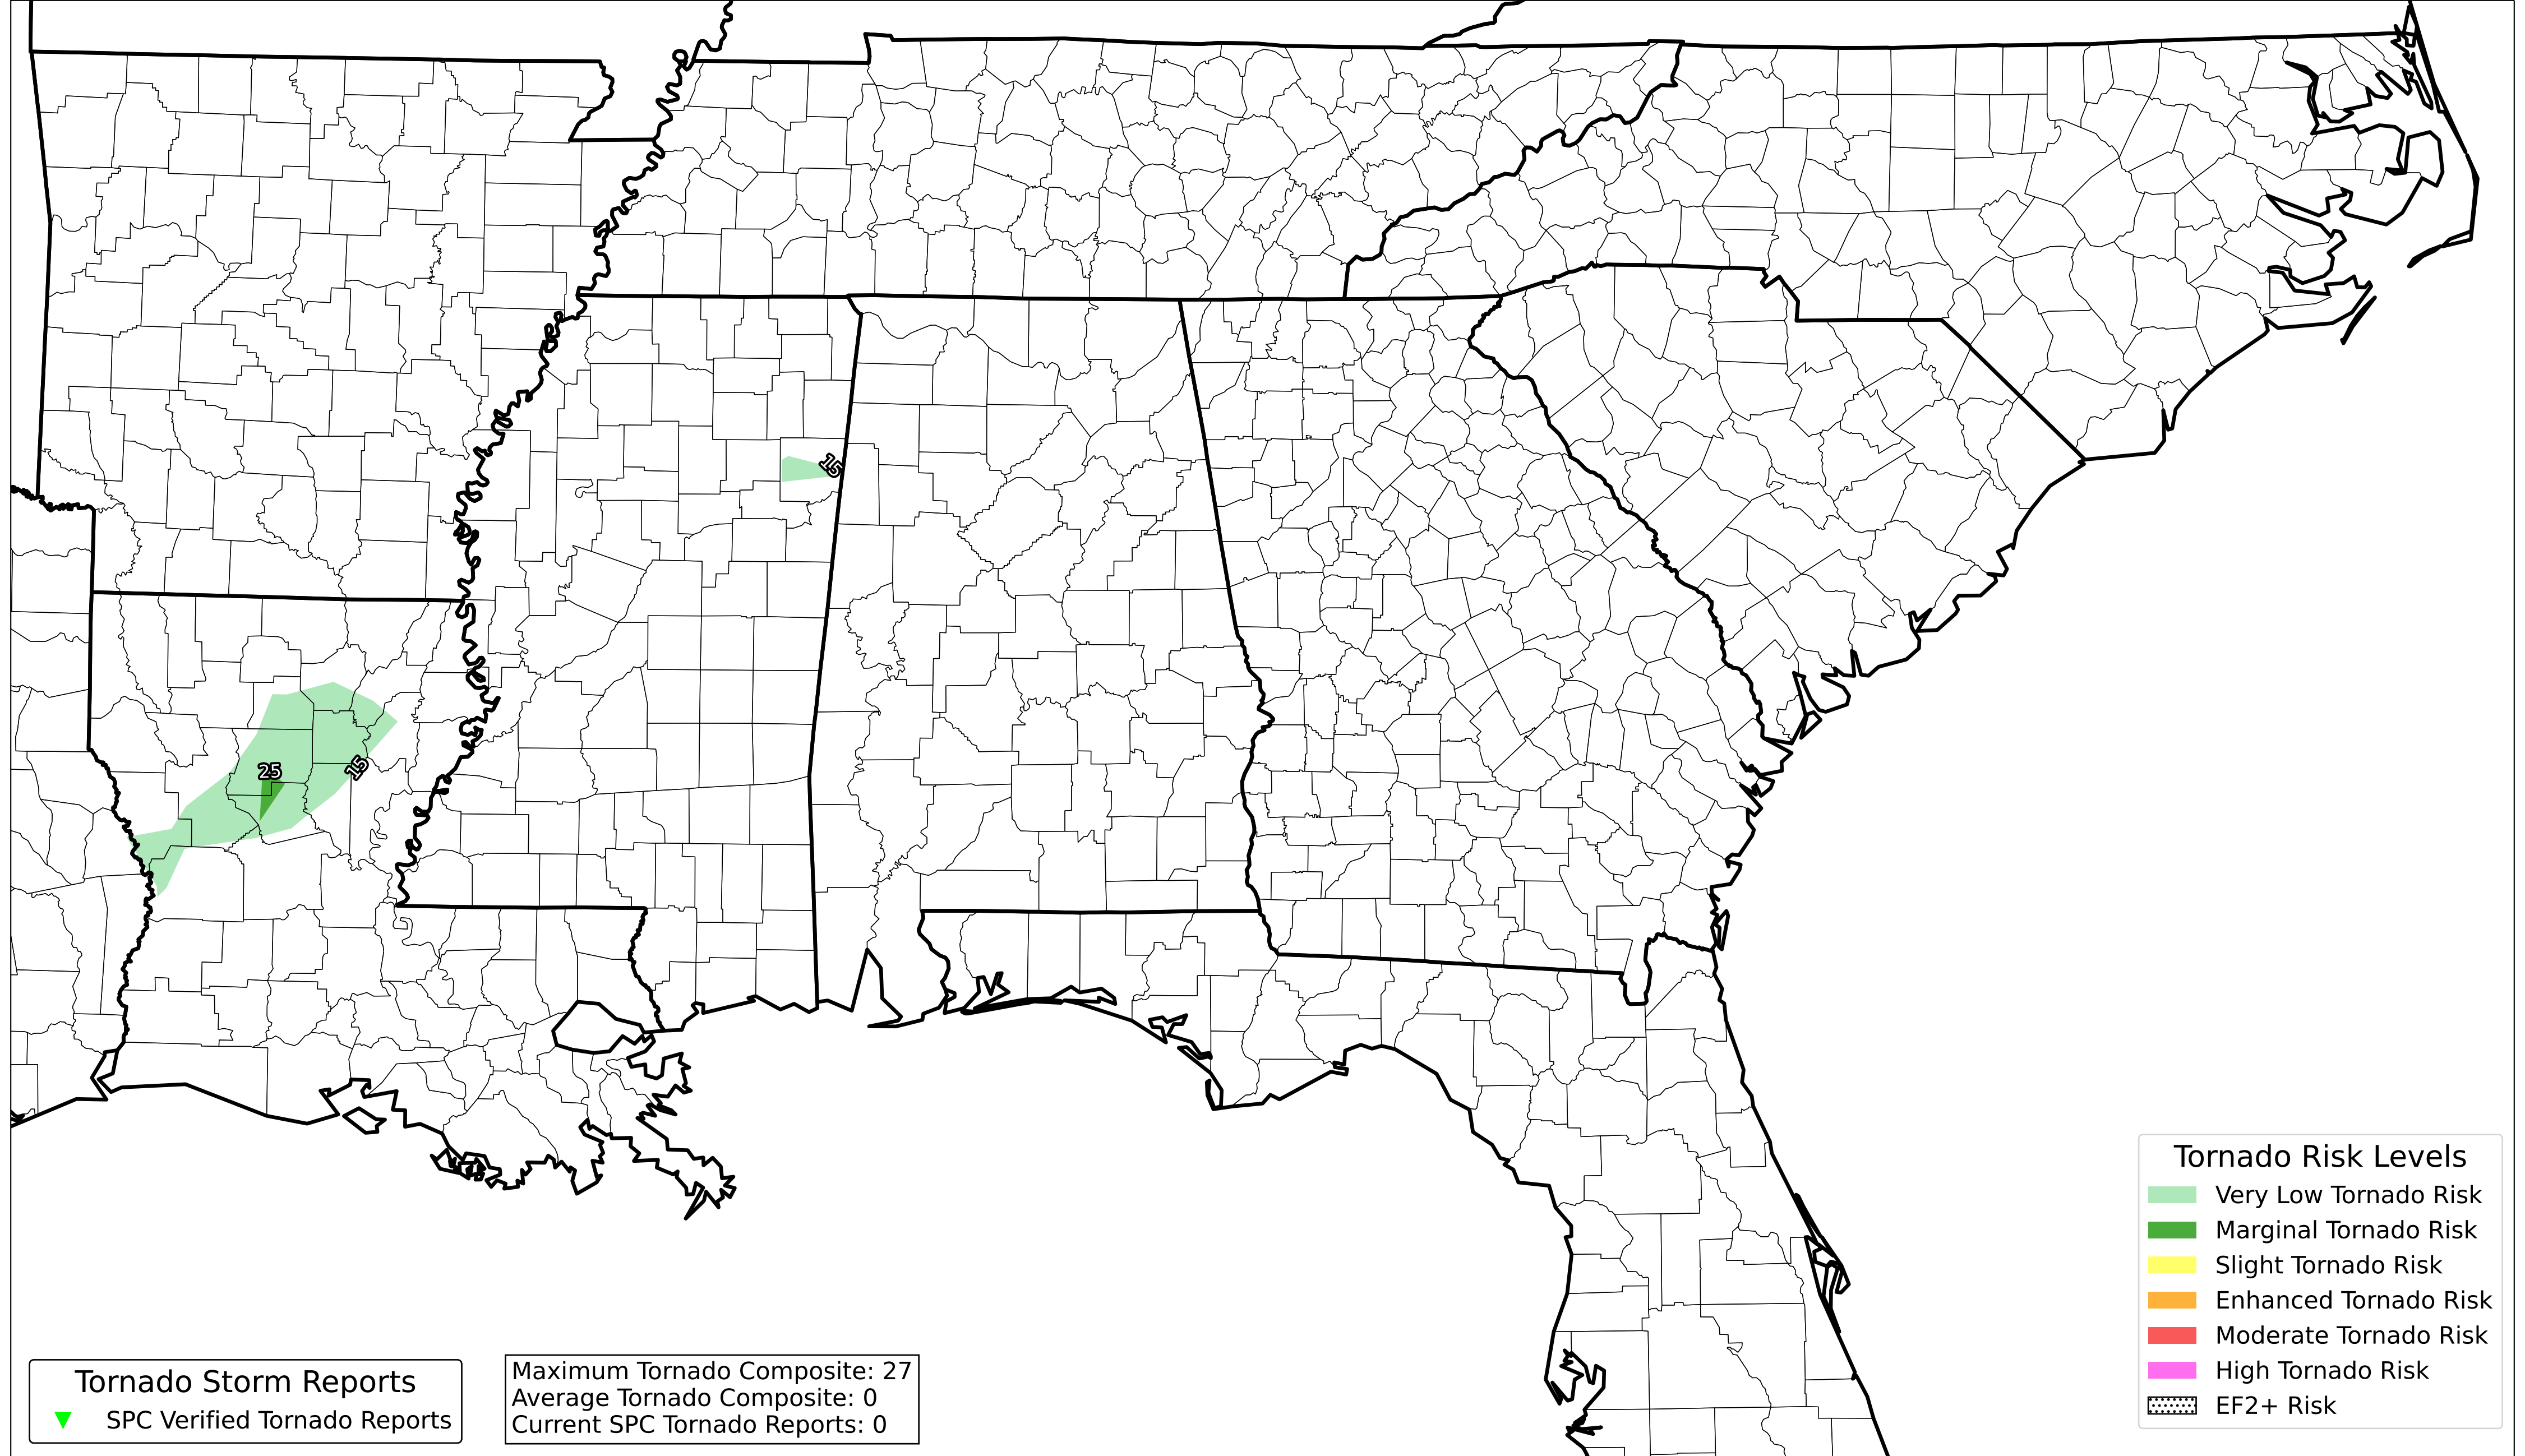 15
25
15
Tornado Risk Levels
Very Low Tornado Risk
Marginal Tornado Risk
Slight Tornado Risk
Enhanced Tornado Risk
Moderate Tornado Risk
High Tornado Risk
EF2+ Risk
Tornado Storm Reports
SPC Verified Tornado Reports
Maximum Tornado Composite: 27
Average Tornado Composite: 0
Current SPC Tornado Reports: 0